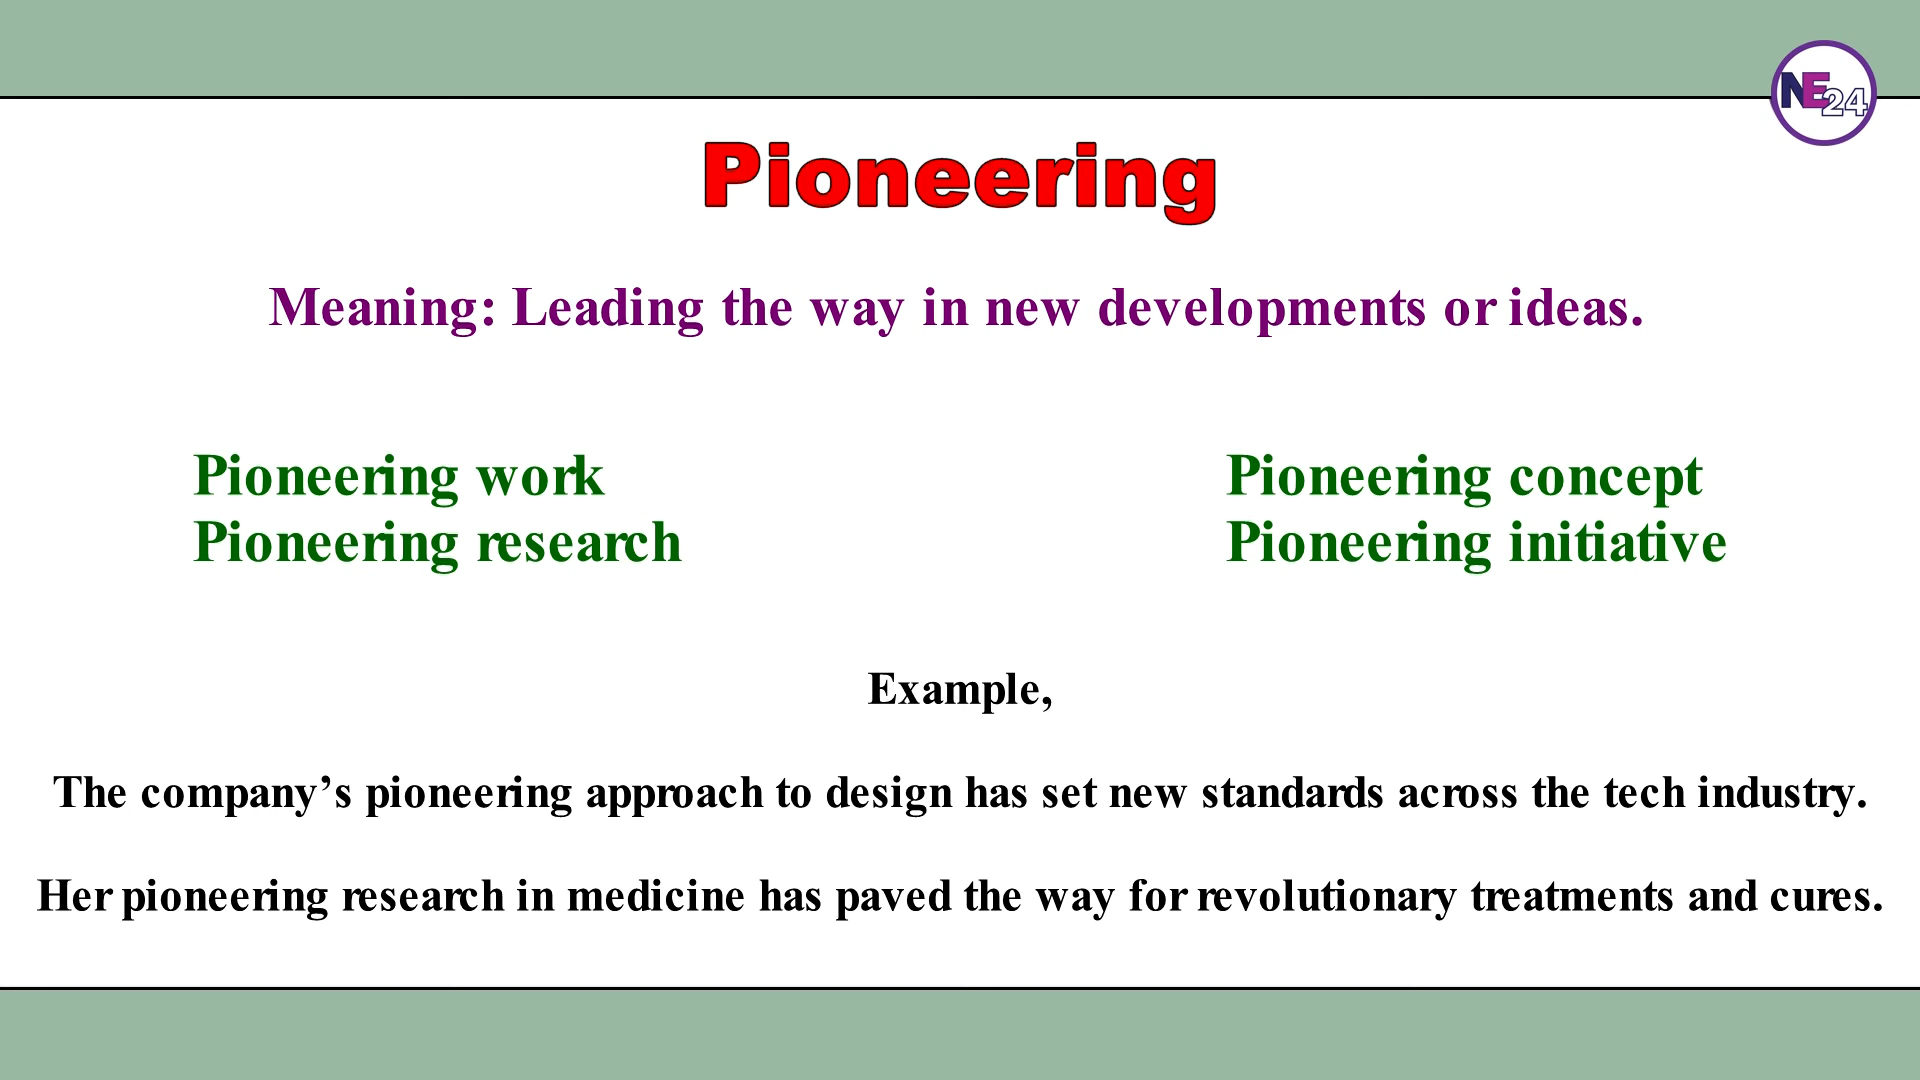 NE24
Pioneering
Meaning: Leading the way in new developments or ideas.
Pioneering work
Pioneering research
Pioneering concept
Pioneering initiative
Example,
The company’s pioneering approach to design has set new standards across the tech industry.
Her pioneering research in medicine has paved the way for revolutionary treatments and cures.